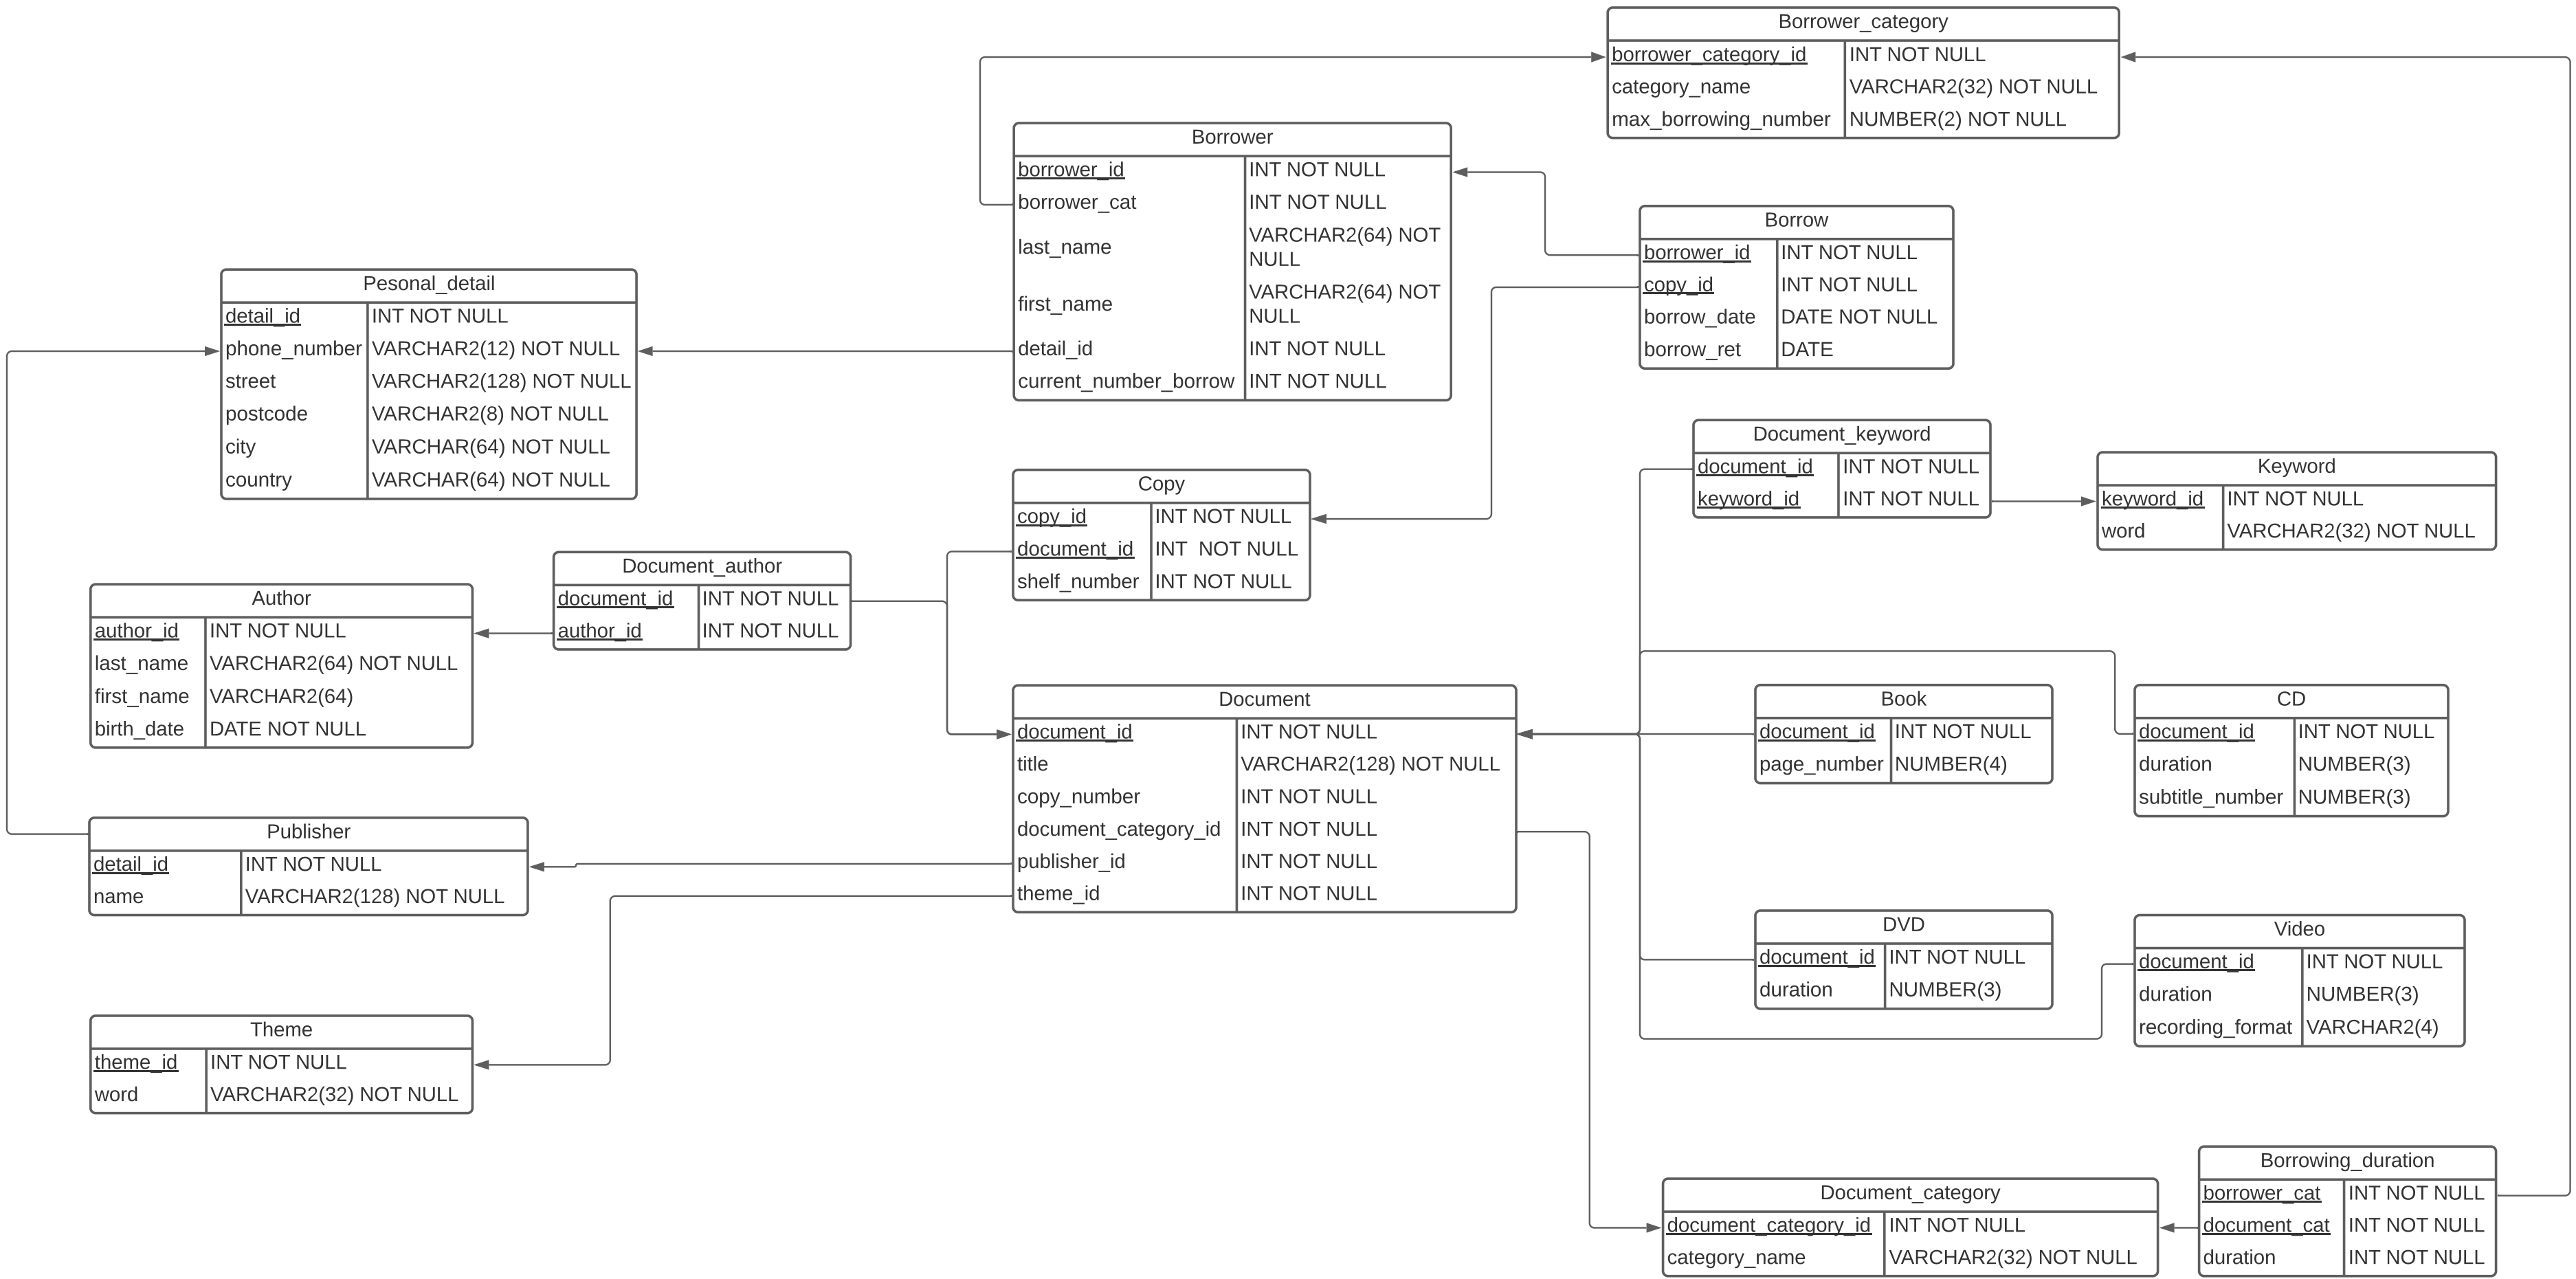 Borrower_category
borrower_category_id INT NOT NULL
category_name VARCHAR2(32) NOT NULL
max_borrowing_number NUMBER(2) NOT NULL
Borrower
borrower_id INT NOT NULL
borrower_cat INT NOT NULL
last_name VARCHAR2(64) NOT
NULL
first_name VARCHAR2(64) NOT
NULL
detail_id INT NOT NULL
current_number_borrow INT NOT NULL
Borrow
borrower_id INT NOT NULL
copy_id INT NOT NULL
borrow_date DATE NOT NULL
borrow_ret DATE
Pesonal_detail
detail_id INT NOT NULL
phone_number VARCHAR2(12) NOT NULL
street VARCHAR2(128) NOT NULL
postcode VARCHAR2(8) NOT NULL
city VARCHAR(64) NOT NULL
country VARCHAR(64) NOT NULL
Document_keyword
document_id INT NOT NULL
keyword_id INT NOT NULL
Keyword
keyword_id INT NOT NULL
word VARCHAR2(32) NOT NULL
Copy
copy_id INT NOT NULL
document_id INT NOT NULL
shelf_number INT NOT NULL
Document_author
document_id INT NOT NULL
author_id INT NOT NULL
Author
author_id INT NOT NULL
last_name VARCHAR2(64) NOT NULL
first_name VARCHAR2(64)
birth_date DATE NOT NULL
Document
document_id INT NOT NULL
title VARCHAR2(128) NOT NULL
copy_number INT NOT NULL
document_category_id INT NOT NULL
publisher_id INT NOT NULL
theme_id INT NOT NULL
Book
document_id INT NOT NULL
page_number NUMBER(4)
CD
document_id INT NOT NULL
duration NUMBER(3)
subtitle_number NUMBER(3)
Publisher
detail_id INT NOT NULL
name VARCHAR2(128) NOT NULL
DVD
document_id INT NOT NULL
duration NUMBER(3)
Video
document_id INT NOT NULL
duration NUMBER(3)
recording_format VARCHAR2(4)
Theme
theme_id INT NOT NULL
word VARCHAR2(32) NOT NULL
Document_category
document_category_id INT NOT NULL
category_name VARCHAR2(32) NOT NULL
Borrowing_duration
borrower_cat INT NOT NULL
document_cat INT NOT NULL
duration INT NOT NULL